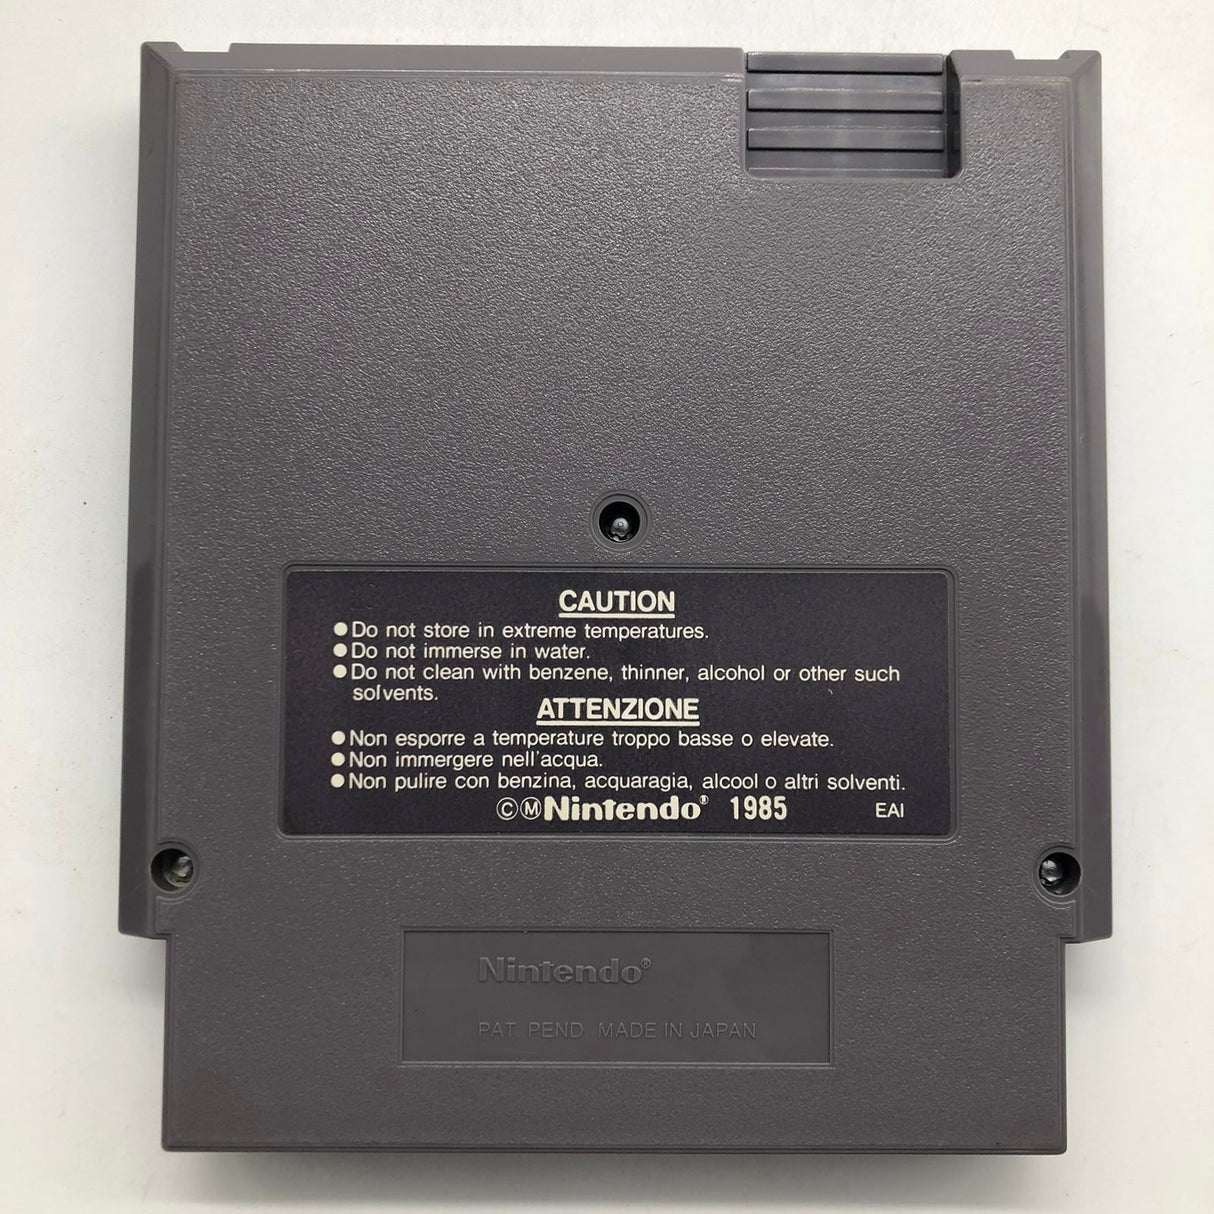 CAUTION
●Do not store in extreme temperatures.
●Do not immerse in water.
●Do not clean with benzene, thinner, alcohol or other such
solvents.
ATTENZIONE
●Non esporre a temperature troppo basse o elevate.
●Non immergere nell'acqua.
●Non pulire con benzina, acquaragia, alcool o altri solventi.
©ⓂNintendo® 1985 EAI
Nintendo®
PAT. PEND. MADE IN JAPAN